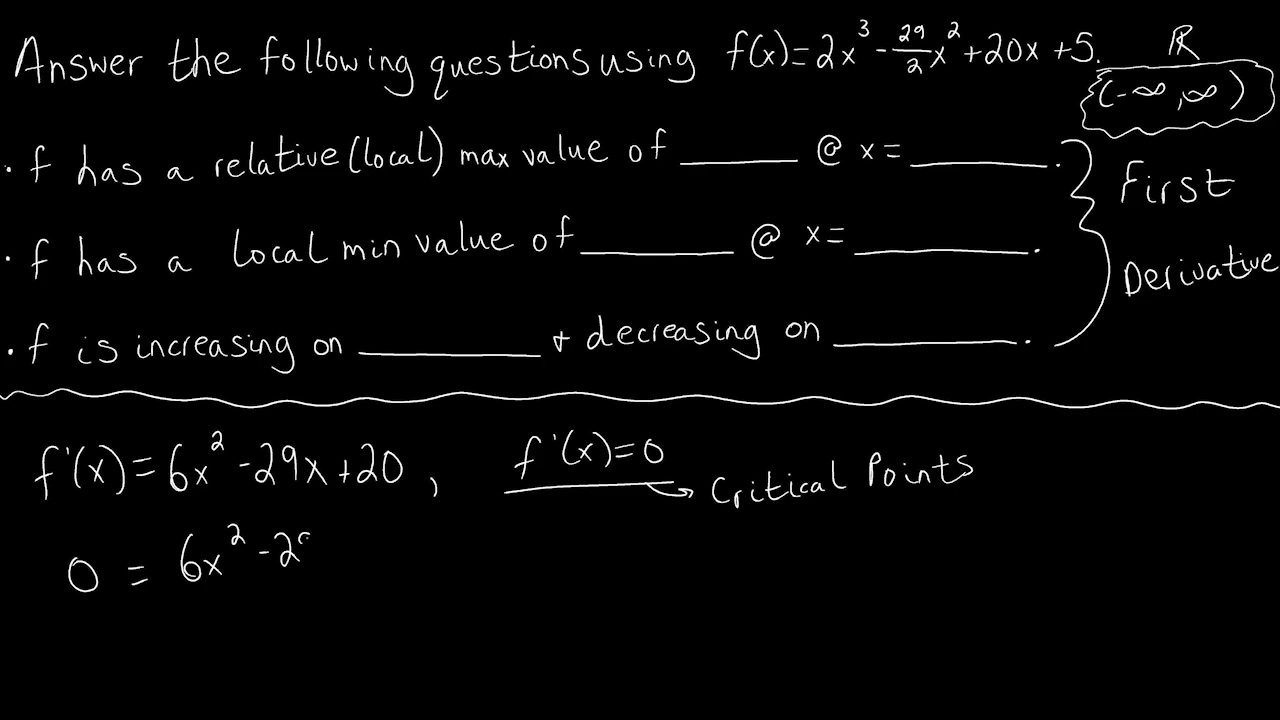 Answer the following questions using f(x)=2x³-29/2x²+20x+5. ℝ
(-∞,∞)
· f has a relative(local) max value of ______ @ x= ______.
· f has a local min value of ______ @ x= ______.
· f is increasing on ______ + decreasing on ______.
First
Derivative
f'(x)=6x²-29x+20, f'(x)=0 → Critical Points
0 = 6x²-2